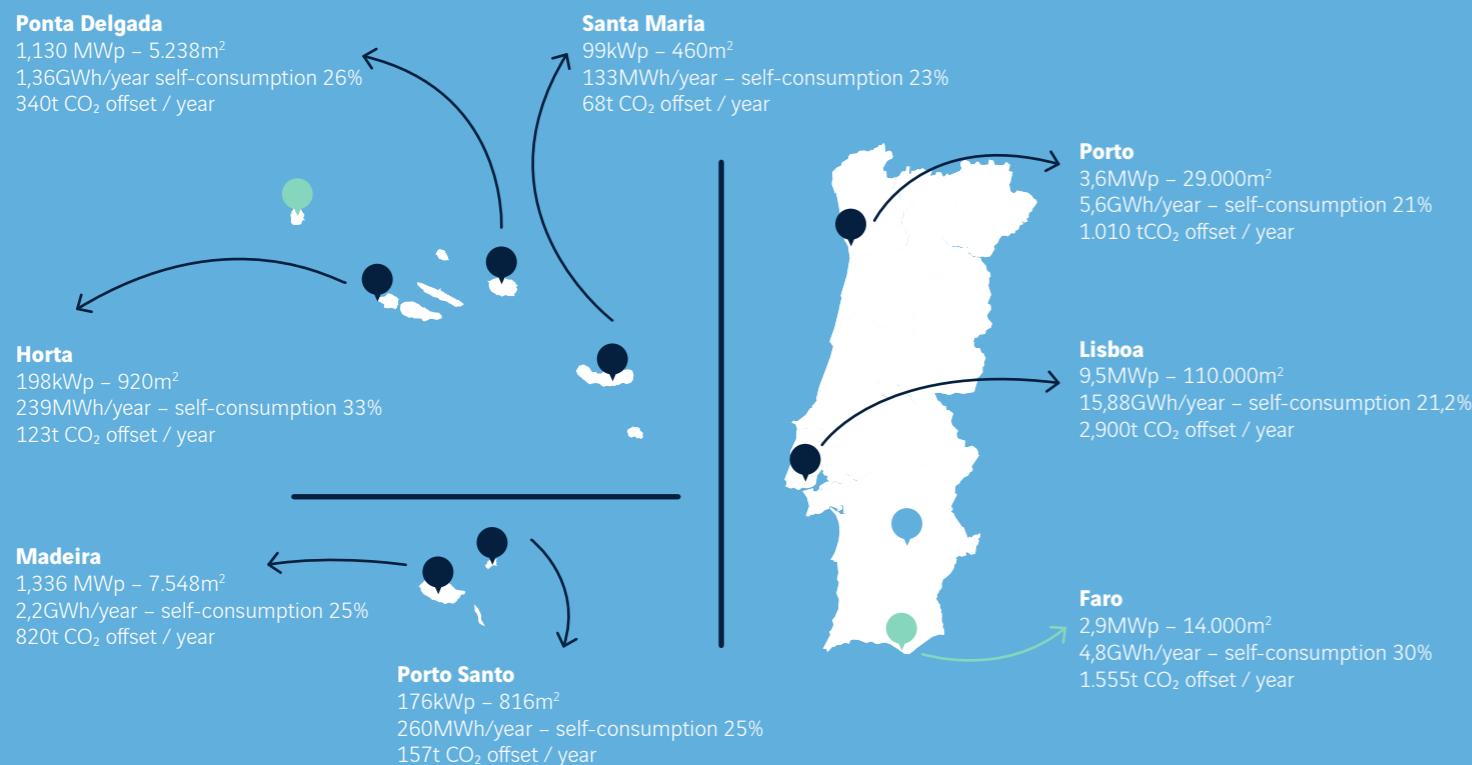 Ponta Delgada
1,130 MWp – 5.238m²
1,36GWh/year self-consumption 26%
340t CO₂ offset / year
Santa Maria
99kWp – 460m²
133MWh/year – self-consumption 23%
68t CO₂ offset / year
Porto
3,6MWp – 29.000m²
5,6GWh/year – self-consumption 21%
1.010 tCO₂ offset / year
Horta
198kWp – 920m²
239MWh/year – self-consumption 33%
123t CO₂ offset / year
Lisboa
9,5MWp – 110.000m²
15,88GWh/year – self-consumption 21,2%
2,900t CO₂ offset / year
Madeira
1,336 MWp – 7.548m²
2,2GWh/year – self-consumption 25%
820t CO₂ offset / year
Faro
2,9MWp – 14.000m²
4,8GWh/year – self-consumption 30%
1.555t CO₂ offset / year
Porto Santo
176kWp – 816m²
260MWh/year – self-consumption 25%
157t CO₂ offset / year